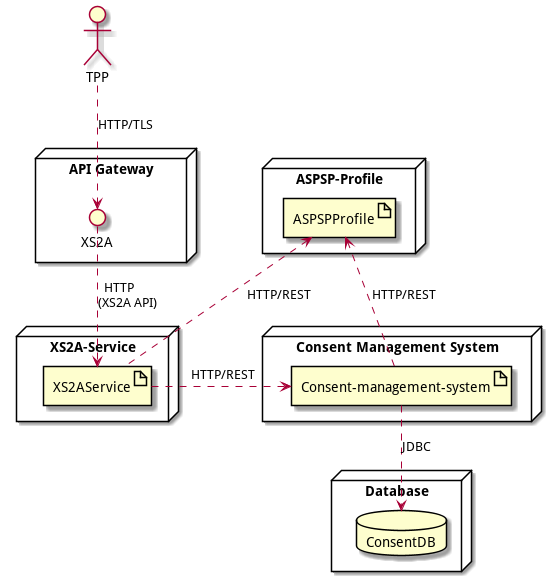 TPP
HTTP/TLS
API Gateway
XS2A
ASPSP-Profile
ASPSPProfile
HTTP
(XS2A API)
HTTP/REST
HTTP/REST
XS2A-Service
XS2AService
HTTP/REST
Consent Management System
Consent-management-system
JDBC
Database
ConsentDB